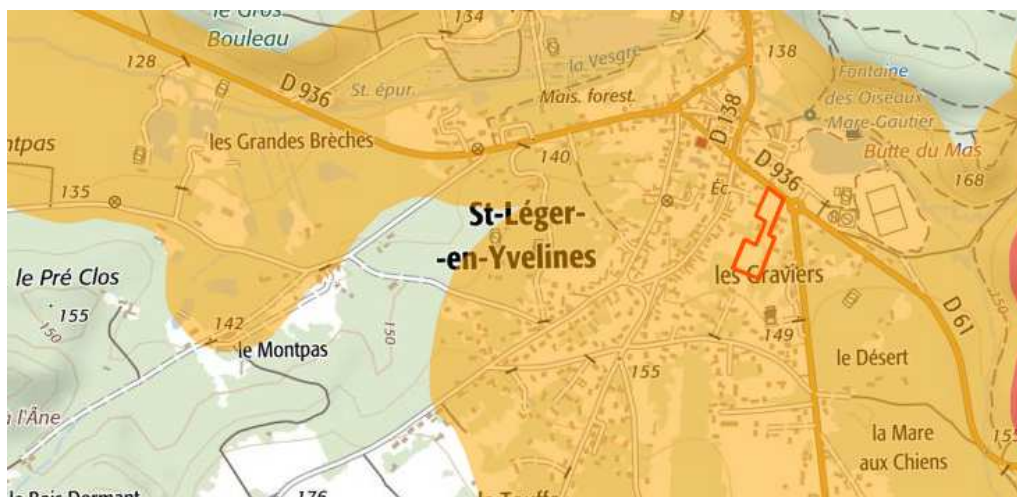 le Gros
Bouleau
134
138
128
la Vesgre
D 936
St. épur.
Mais. forest.
Fontaine
des Oiseaux
Mare-Gautier
D 138
les Grandes Brèches
ntpas
140
D 936
Butte du Mas
135
168
Éc.
St-Léger-
-en-Yvelines
le Pré Clos
les Graviers
155
150
142
150
149
150
D 61
le Montpas
le Désert
155
à l'Âne
la Mare
aux Chiens
155
176